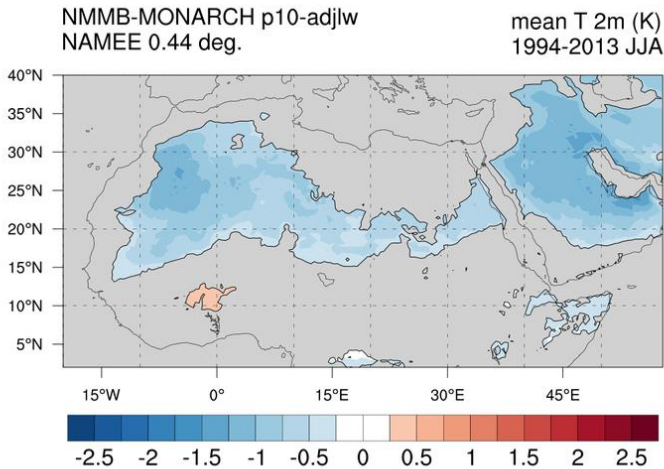 NMMB-MONARCH p10-adjlw
NAMEE 0.44 deg.
mean T 2m (K)
1994-2013 JJA
40°N
35°N
30°N
25°N
20°N
15°N
10°N
5°N
15°W 0° 15°E 30°E 45°E
-2.5 -2 -1.5 -1 -0.5 0 0.5 1 1.5 2 2.5